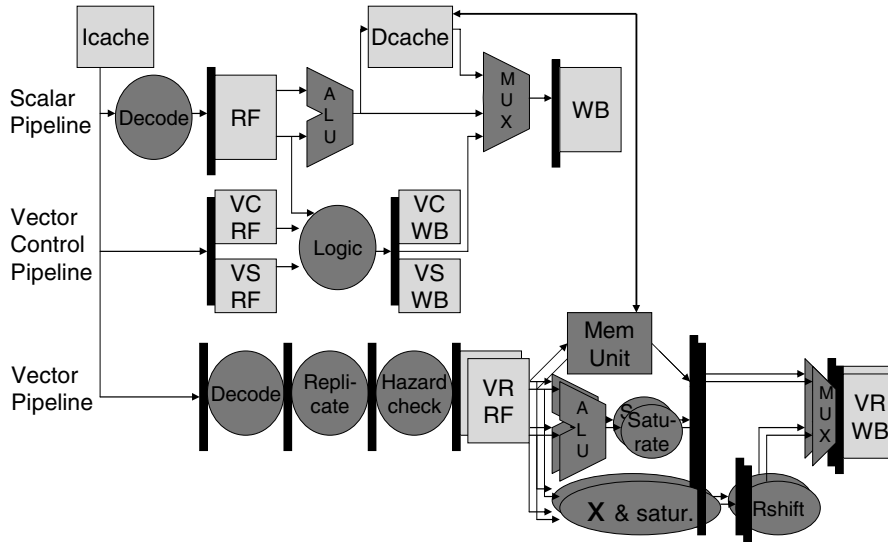 Icache
Dcache
Scalar
Pipeline
Decode
RF
A
L
U
M
U
X
WB
Vector
Control
Pipeline
VC
RF
VS
RF
Logic
VC
WB
VS
WB
Mem
Unit
Vector
Pipeline
Decode
Repli-
cate
Hazard
check
VR
RF
A
L
U
S
Satu-
rate
M
U
X
VR
WB
X & satur.
Rshift